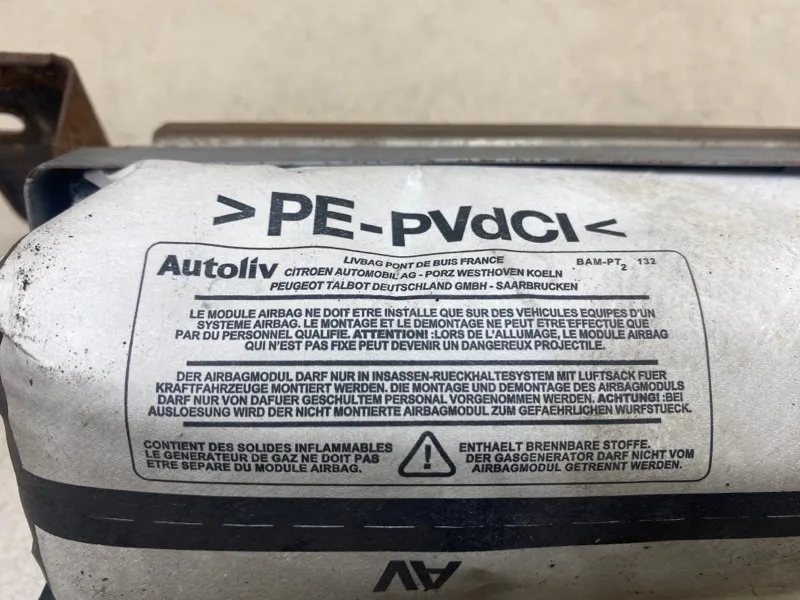 >PE-PVdCl<
Autoliv LIVBAG PONT DE BUIS FRANCE BAM-PT2 132
CITROEN AUTOMOBIL AG - PORZ WESTHOVEN KOELN
PEUGEOT TALBOT DEUTSCHLAND GMBH - SAARBRUCKEN
LE MODULE AIRBAG NE DOIT ETRE INSTALLE QUE SUR DES VEHICULES EQUIPES D'UN
SYSTEME AIRBAG. LE MONTAGE ET LE DEMONTAGE NE PEUT ETRE EFFECTUE QUE
PAR DU PERSONNEL QUALIFIE. ATTENTION! :LORS DE L'ALLUMAGE, LE MODULE AIRBAG
QUI N'EST PAS FIXE PEUT DEVENIR UN DANGEREUX PROJECTILE.
DER AIRBAGMODUL DARF NUR IN INSASSEN-RUECKHALTESYSTEM MIT LUFTSACK FUER
KRAFTFAHRZEUGE MONTIERT WERDEN. DIE MONTAGE UND DEMONTAGE DES AIRBAGMODULS
DARF NUR VON DAFUER GESCHULTEM PERSONAL VORGENOMMEN WERDEN. ACHTUNG! :BEI
AUSLOESUNG WIRD DER NICHT MONTIERTE AIRBAGMODUL ZUM GEFAEHRLICHEN WURFSTUECK.
CONTIENT DES SOLIDES INFLAMMABLES
LE GENERATEUR DE GAZ NE DOIT PAS
ETRE SEPARE DU MODULE AIRBAG.
ENTHAELT BRENNBARE STOFFE.
DER GASGENERATOR DARF NICHT VOM
AIRBAGMODUL GETRENNT WERDEN.
AV